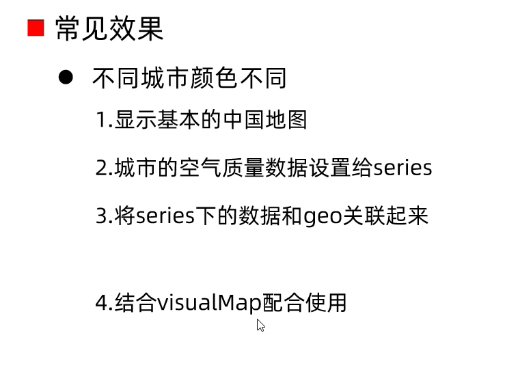 常见效果
不同城市颜色不同
1.显示基本的中国地图
2.城市的空气质量数据设置给series
3.将series下的数据和geo关联起来
4.结合visualMap配合使用